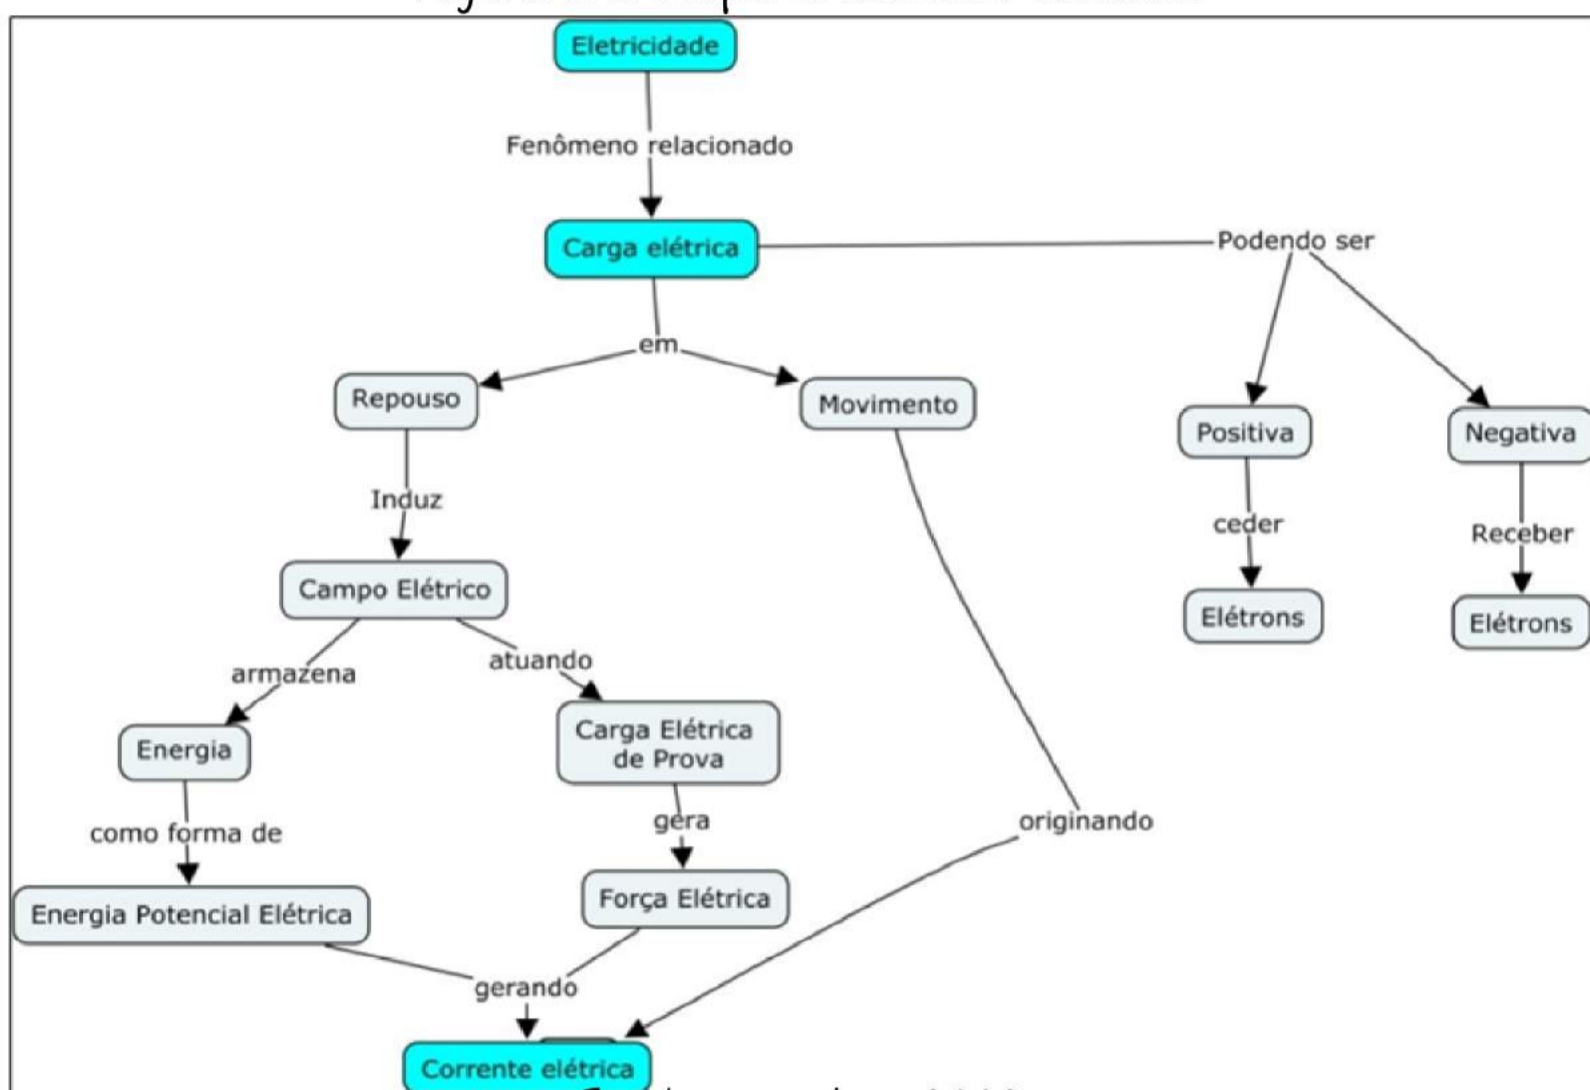 Eletricidade
Fenômeno relacionado
Carga elétrica
Podendo ser
em
Repouso
Movimento
Positiva
Negativa
Induz
ceder
Receber
Campo Elétrico
Elétrons
Elétrons
armazena
atuando
Energia
Carga Elétrica
de Prova
como forma de
gera
originando
Energia Potencial Elétrica
Força Elétrica
gerando
Corrente elétrica